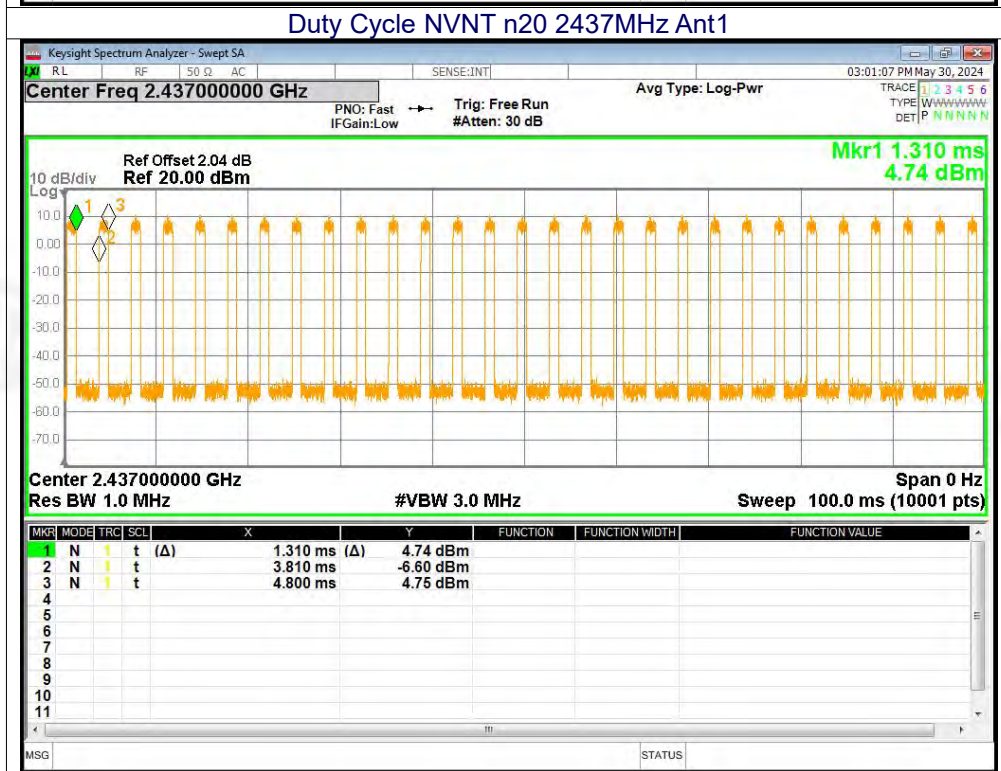 Duty Cycle NVNT n20 2437MHz Ant1
Keysight Spectrum Analyzer - Swept SA
LXI RL RF 50 Ω AC SENSE:INT 03:01:07 PM May 30, 2024
Center Freq 2.437000000 GHz Avg Type: Log-Pwr TRACE 1 2 3 4 5 6
PNO: Fast Trig: Free Run TYPE WWWWWWW
IFGain:Low #Atten: 30 dB DET P N N N N N
Mkr1 1.310 ms
Ref Offset 2.04 dB
10 dB/div Ref 20.00 dBm 4.74 dBm
Log
1 3
10.0
2
0.00
-10.0
-20.0
-30.0
-40.0
-50.0
-60.0
-70.0
Center 2.437000000 GHz Span 0 Hz
Res BW 1.0 MHz #VBW 3.0 MHz Sweep 100.0 ms (10001 pts)
MKR MODE TRC SCL X Y FUNCTION FUNCTION WIDTH FUNCTION VALUE
1 N 1 t (Δ) 1.310 ms (Δ) 4.74 dBm
2 N 1 t 3.810 ms -6.60 dBm
3 N 1 t 4.800 ms 4.75 dBm
4
5
6
7
8
9
10
11
MSG STATUS